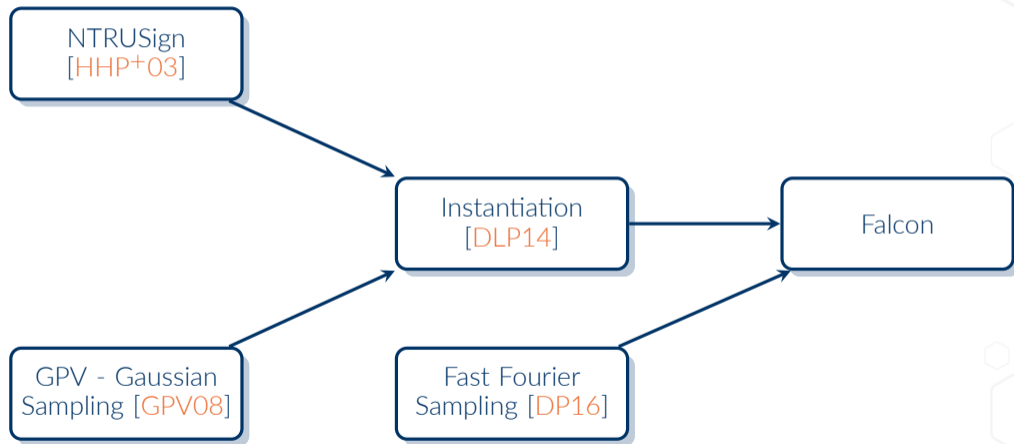 NTRUSign
[HHP+03]
Instantiation
[DLP14]
Falcon
GPV - Gaussian
Sampling [GPV08]
Fast Fourier
Sampling [DP16]